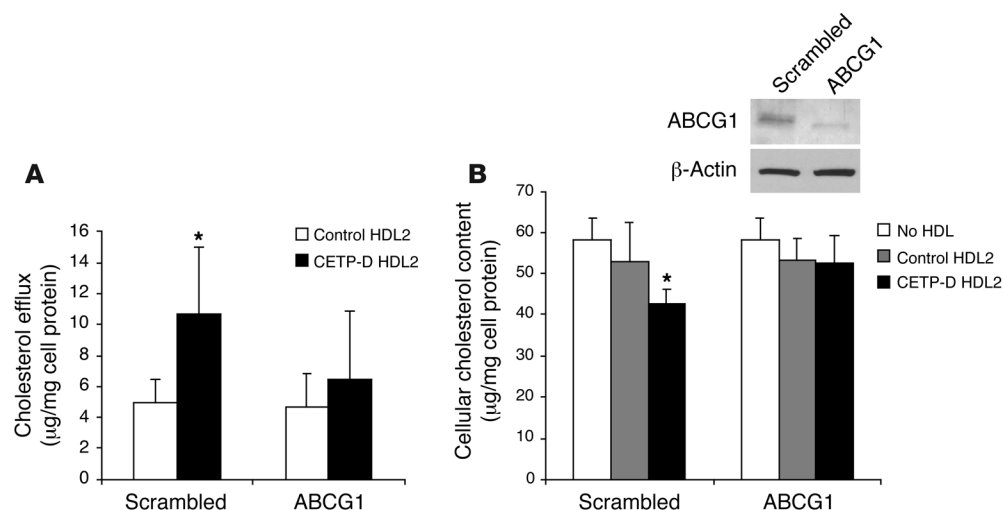 A
Cholesterol efflux
(μg/mg cell protein)
16
14
12
10
8
6
4
2
0
*
Control HDL2
CETP-D HDL2
Scrambled
ABCG1
B
Scrambled
ABCG1
ABCG1
β-Actin
Cellular cholesterol content
(μg/mg cell protein)
70
60
50
40
30
20
10
0
*
No HDL
Control HDL2
CETP-D HDL2
Scrambled
ABCG1